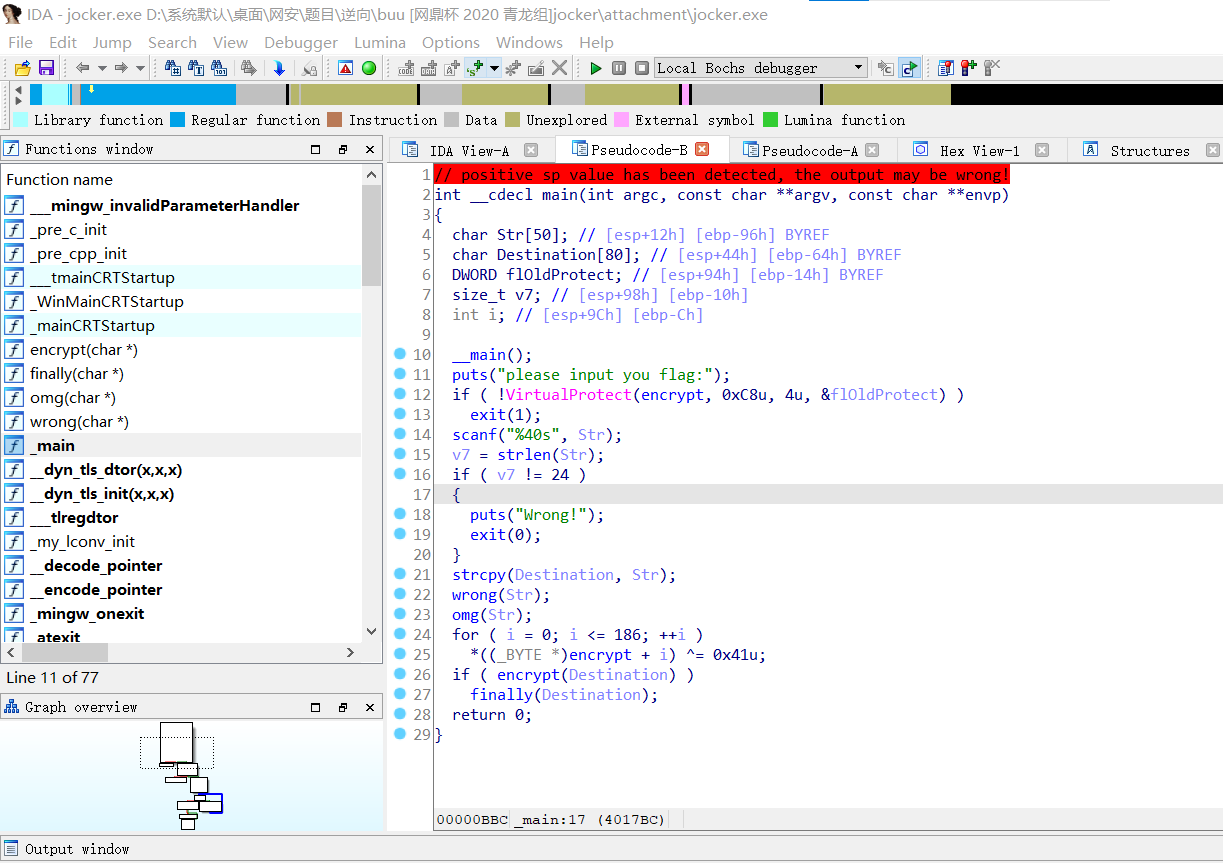 IDA - jocker.exe D:\系统默认\桌面\网安\题目\逆向\buu [网鼎杯 2020 青龙组]jocker\attachment\jocker.exe
File Edit Jump Search View Debugger Lumina Options Windows Help
Local Bochs debugger
Library function Regular function Instruction Data Unexplored External symbol Lumina function
Functions window
IDA View-A Pseudocode-B Pseudocode-A Hex View-1 Structures
Function name
___mingw_invalidParameterHandler
_pre_c_init
_pre_cpp_init
___tmainCRTStartup
_WinMainCRTStartup
_mainCRTStartup
encrypt(char *)
finally(char *)
omg(char *)
wrong(char *)
_main
__dyn_tls_dtor(x,x,x)
__dyn_tls_init(x,x,x)
___tlregdtor
_my_lconv_init
__decode_pointer
__encode_pointer
_mingw_onexit
_atexit
Line 11 of 77
Graph overview
1 // positive sp value has been detected, the output may be wrong!
2 int __cdecl main(int argc, const char **argv, const char **envp)
3 {
4 char Str[50]; // [esp+12h] [ebp-96h] BYREF
5 char Destination[80]; // [esp+44h] [ebp-64h] BYREF
6 DWORD flOldProtect; // [esp+94h] [ebp-14h] BYREF
7 size_t v7; // [esp+98h] [ebp-10h]
8 int i; // [esp+9Ch] [ebp-Ch]
9
10 __main();
11 puts("please input you flag:");
12 if ( !VirtualProtect(encrypt, 0xC8u, 4u, &flOldProtect) )
13 exit(1);
14 scanf("%40s", Str);
15 v7 = strlen(Str);
16 if ( v7 != 24 )
17 {
18 puts("Wrong!");
19 exit(0);
20 }
21 strcpy(Destination, Str);
22 wrong(Str);
23 omg(Str);
24 for ( i = 0; i <= 186; ++i )
25 *((_BYTE *)encrypt + i) ^= 0x41u;
26 if ( encrypt(Destination) )
27 finally(Destination);
28 return 0;
29 }
00000BBC _main:17 (4017BC)
Output window